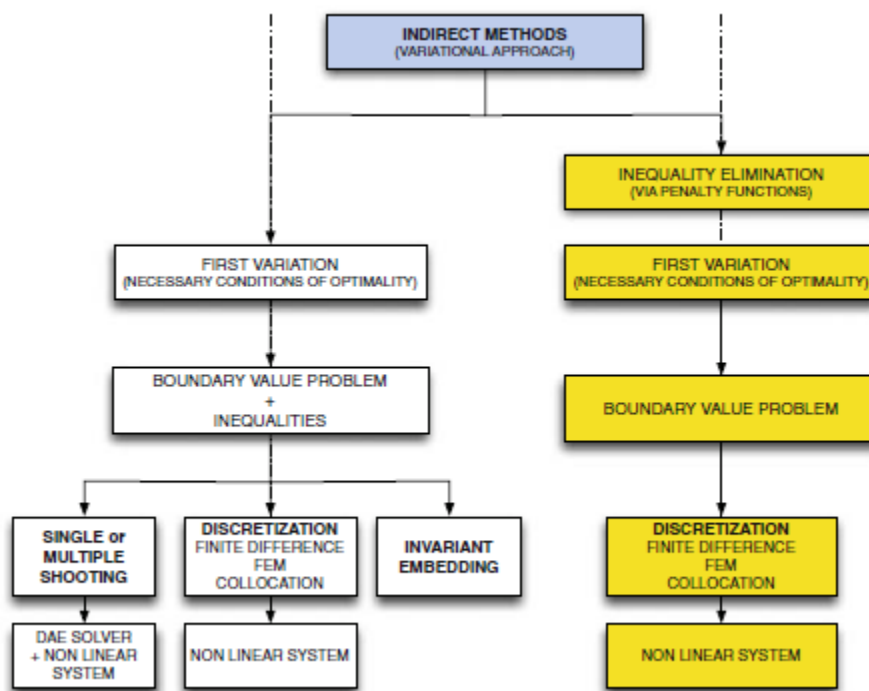 INDIRECT METHODS
(VARIATIONAL APPROACH)
INEQUALITY ELIMINATION
(VIA PENALTY FUNCTIONS)
FIRST VARIATION
(NECESSARY CONDITIONS OF OPTIMALITY)
FIRST VARIATION
(NECESSARY CONDITIONS OF OPTIMALITY)
BOUNDARY VALUE PROBLEM
+
INEQUALITIES
BOUNDARY VALUE PROBLEM
SINGLE or
MULTIPLE
SHOOTING
DISCRETIZATION
FINITE DIFFERENCE
FEM
COLLOCATION
INVARIANT
EMBEDDING
DISCRETIZATION
FINITE DIFFERENCE
FEM
COLLOCATION
DAE SOLVER
+ NON LINEAR
SYSTEM
NON LINEAR SYSTEM
NON LINEAR SYSTEM